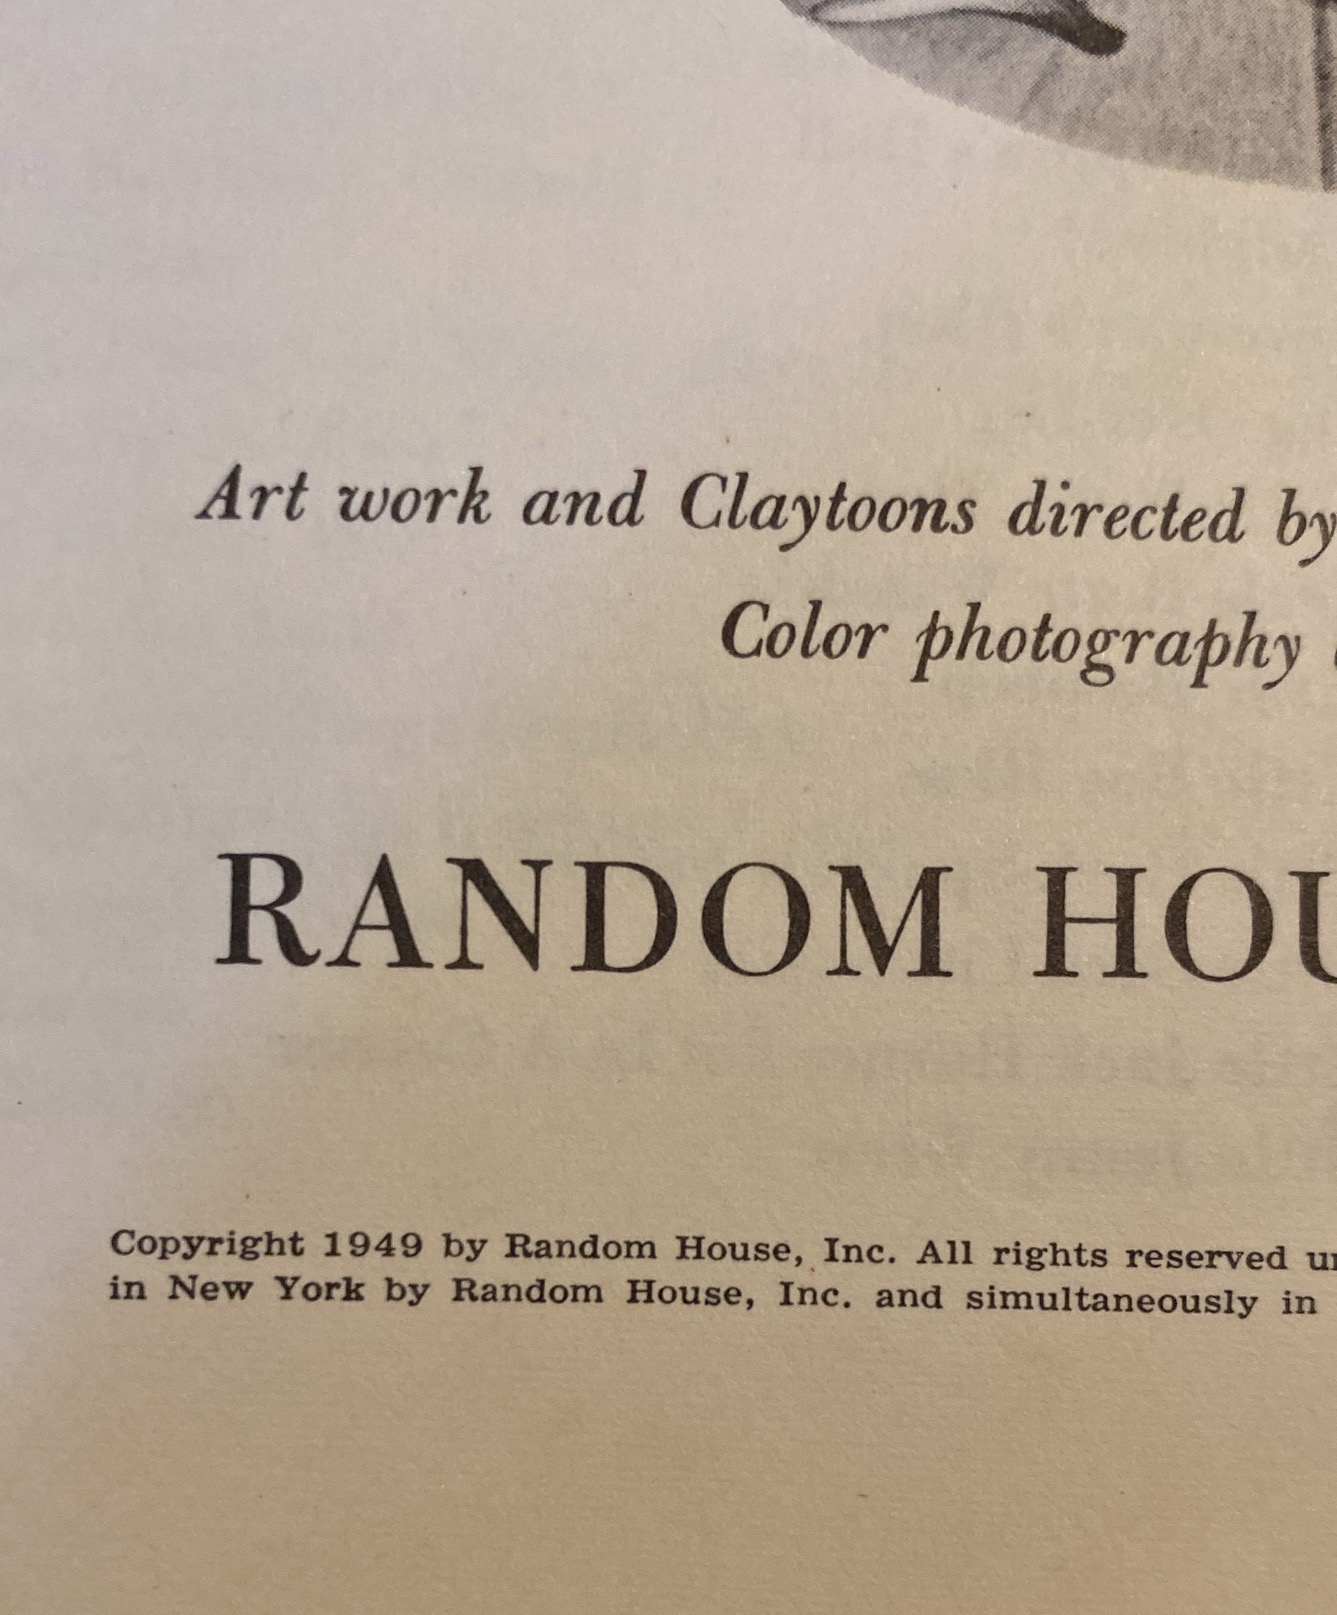 Art work and Claytoons directed by
Color photography
RANDOM HOU
Copyright 1949 by Random House, Inc. All rights reserved un
in New York by Random House, Inc. and simultaneously in